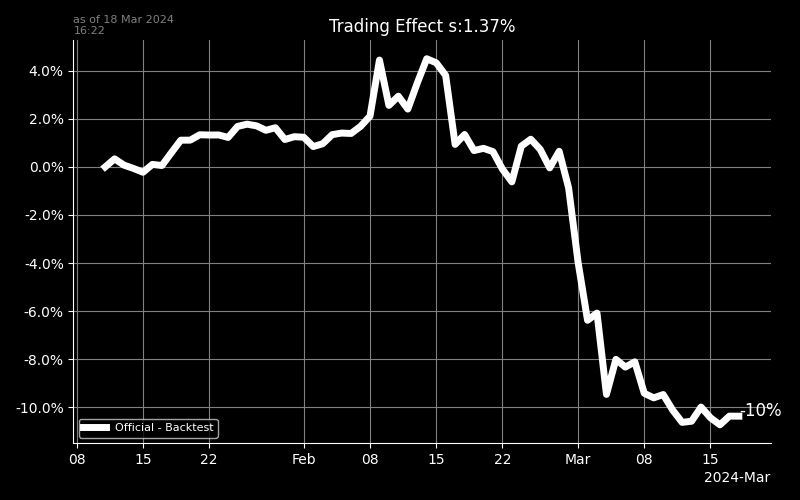 as of 18 Mar 2024
16:22
Trading Effect s:1.37%
4.0%
2.0%
0.0%
-2.0%
-4.0%
-6.0%
-8.0%
-10.0%
-10%
Official - Backtest
08 15 22 Feb 08 15 22 Mar 08 15
2024-Mar